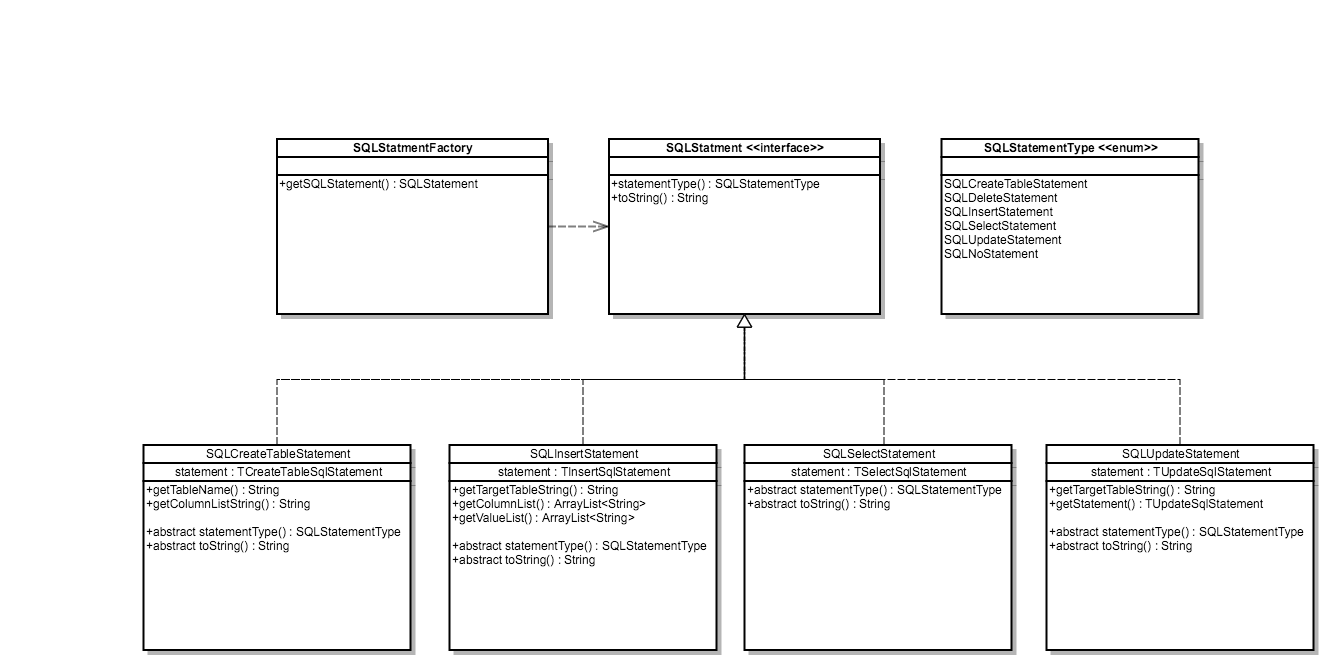 SQLStatmentFactory
+getSQLStatement() : SQLStatement
SQLStatment <<interface>>
+statementType() : SQLStatementType
+toString() : String
SQLStatementType <<enum>>
SQLCreateTableStatement
SQLDeleteStatement
SQLInsertStatement
SQLSelectStatement
SQLUpdateStatement
SQLNoStatement
SQLCreateTableStatement
statement : TCreateTableSqlStatement
+getTableName() : String
+getColumnListString() : String
+abstract statementType() : SQLStatementType
+abstract toString() : String
SQLInsertStatement
statement : TInsertSqlStatement
+getTargetTableString() : String
+getColumnList() : ArrayList<String>
+getValueList() : ArrayList<String>
+abstract statementType() : SQLStatementType
+abstract toString() : String
SQLSelectStatement
statement : TSelectSqlStatement
+abstract statementType() : SQLStatementType
+abstract toString() : String
SQLUpdateStatement
statement : TUpdateSqlStatement
+getTargetTableString() : String
+getStatement() : TUpdateSqlStatement
+abstract statementType() : SQLStatementType
+abstract toString() : String